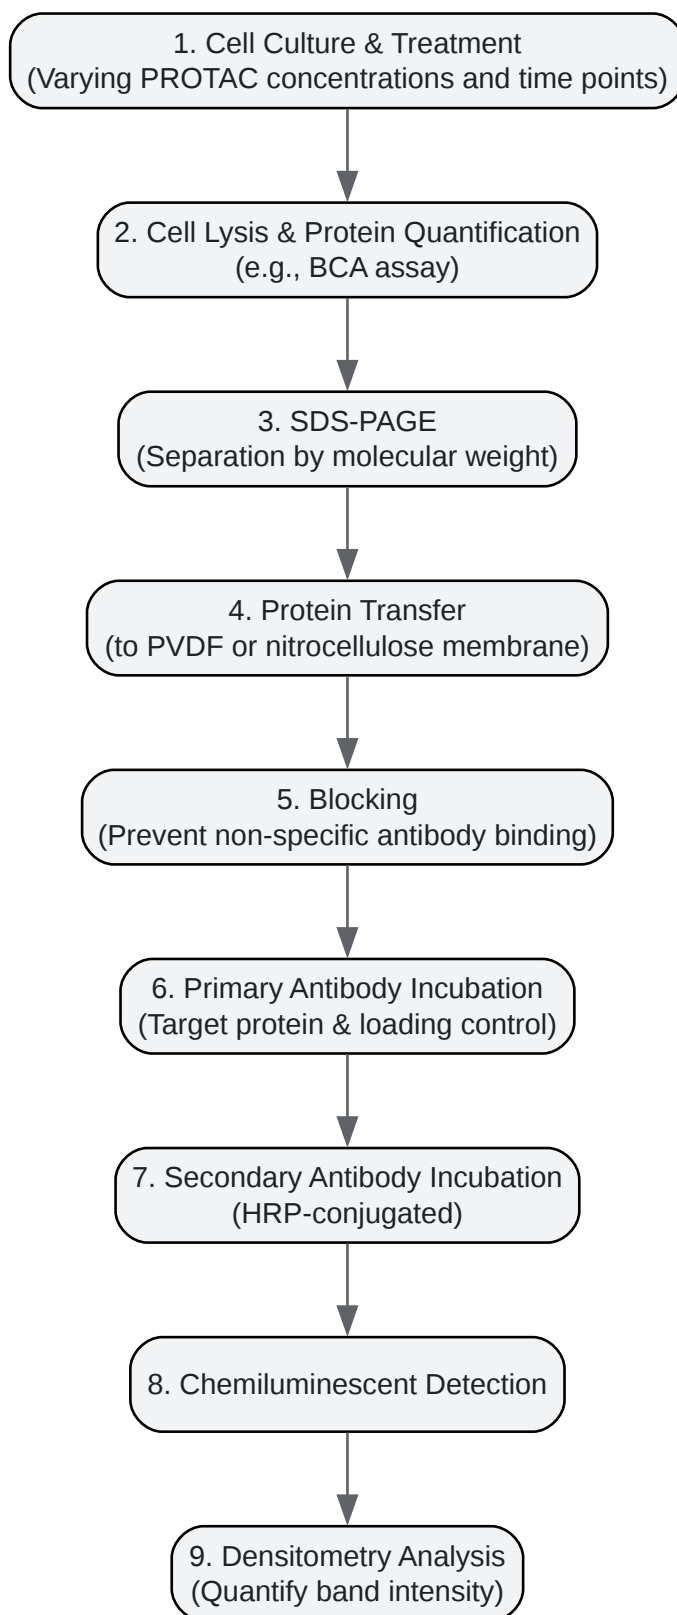 1. Cell Culture & Treatment
(Varying PROTAC concentrations and time points)
2. Cell Lysis & Protein Quantification
(e.g., BCA assay)
3. SDS-PAGE
(Separation by molecular weight)
4. Protein Transfer
(to PVDF or nitrocellulose membrane)
5. Blocking
(Prevent non-specific antibody binding)
6. Primary Antibody Incubation
(Target protein & loading control)
7. Secondary Antibody Incubation
(HRP-conjugated)
8. Chemiluminescent Detection
9. Densitometry Analysis
(Quantify band intensity)